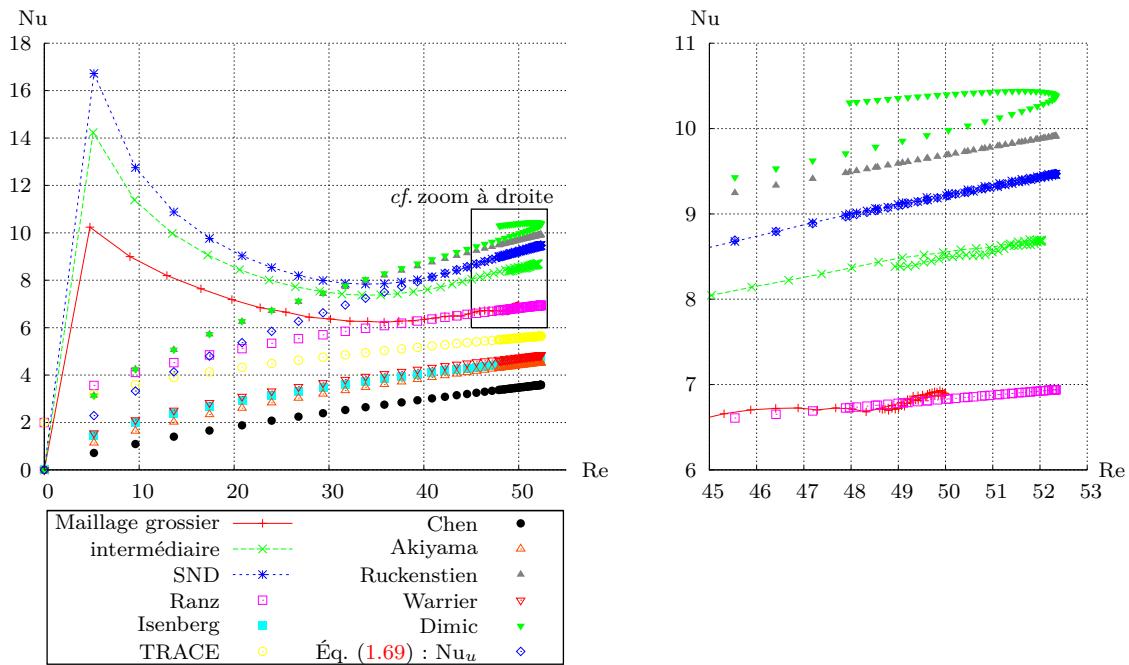 Nu
18
16
14
12
10
8
6
4
2
0
0
10
20
30
40
50
Re
cf. zoom à droite
Nu
11
10
9
8
7
6
45
46
47
48
49
50
51
52
53
Re
Maillage grossier
intermédiaire
SND
Ranz
Isenberg
TRACE
Chen
Akiyama
Ruckenstien
Warrier
Dimic
Éq. (1.69) : Nuᵤ